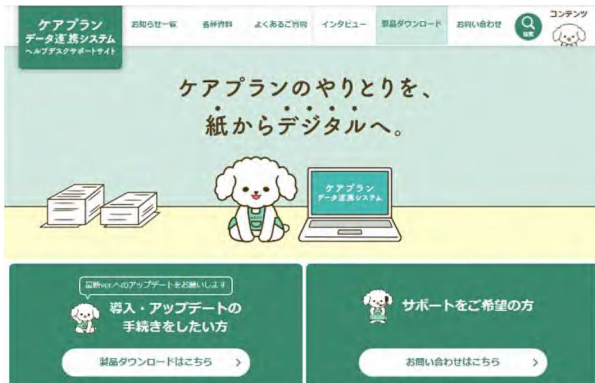 ケアプラン
データ連携システム
ヘルプデスクサポートサイト
お知らせ一覧
各種資料
よくあるご質問
インタビュー
製品ダウンロード
お問い合わせ
検索
コンテンツ
ケアプランのやりとりを、
紙からデジタルへ。
ケアプラン
データ連携システム
最新ver.へのアップデートをお願いします
導入・アップデートの
手続きをしたい方
製品ダウンロードはこちら
サポートをご希望の方
お問い合わせはこちら